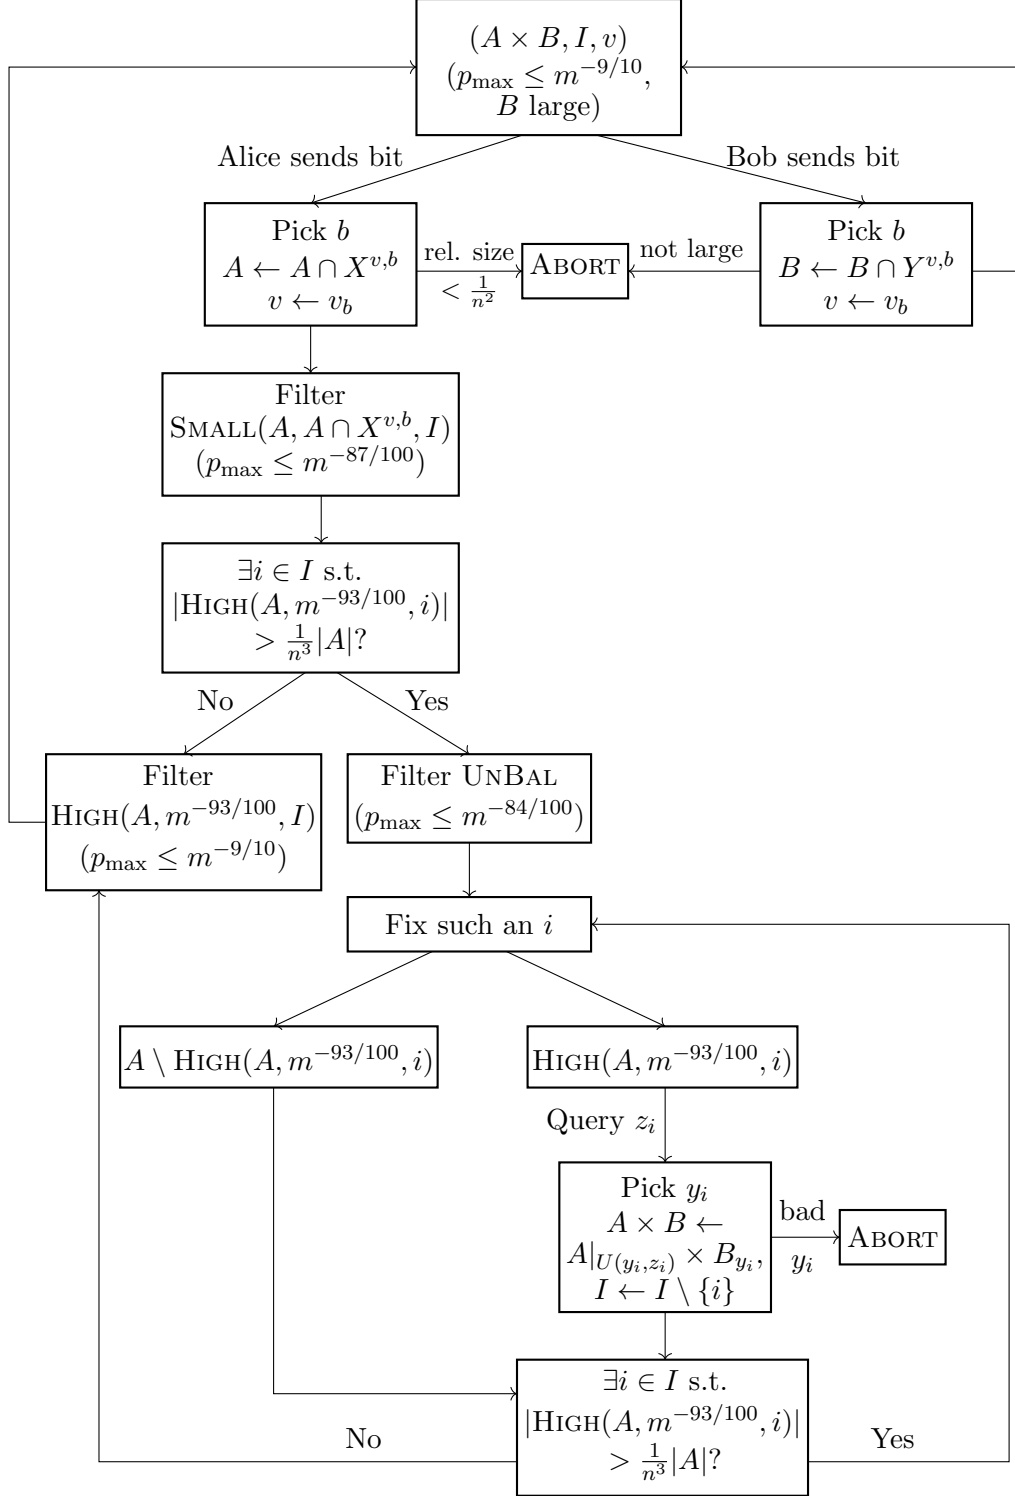 (A × B, I, v)
(p_max ≤ m^{-9/10},
B large)
Alice sends bit
Bob sends bit
Pick b
A ← A ∩ X^{v,b}
v ← v_b
rel. size
< 1/n^2
ABORT
not large
Pick b
B ← B ∩ Y^{v,b}
v ← v_b
Filter
SMALL(A, A ∩ X^{v,b}, I)
(p_max ≤ m^{-87/100})
∃i ∈ I s.t.
|HIGH(A, m^{-93/100}, i)|
> 1/n^3 |A|?
No
Yes
Filter
HIGH(A, m^{-93/100}, I)
(p_max ≤ m^{-9/10})
Filter UNBAL
(p_max ≤ m^{-84/100})
Fix such an i
A \ HIGH(A, m^{-93/100}, i)
HIGH(A, m^{-93/100}, i)
Query z_i
Pick y_i
A × B ←
A|_{U(y_i,z_i)} × B_{y_i},
I ← I \ {i}
bad
y_i
ABORT
∃i ∈ I s.t.
|HIGH(A, m^{-93/100}, i)|
> 1/n^3 |A|?
No
Yes